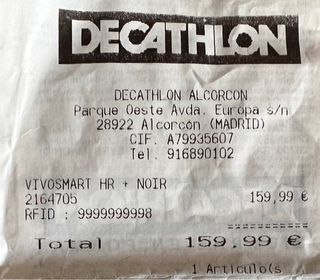 DECATHLON
DECATHLON ALCORCON
Parque Oeste Avda. Europa s/n
28922 Alcorcón (MADRID)
CIF. A79935607
Tel. 916890102
VIVOSMART HR + NOIR
2164705 159,99 €
RFID : 9999999998
============
Total 159,99 €
1 Artículo(s